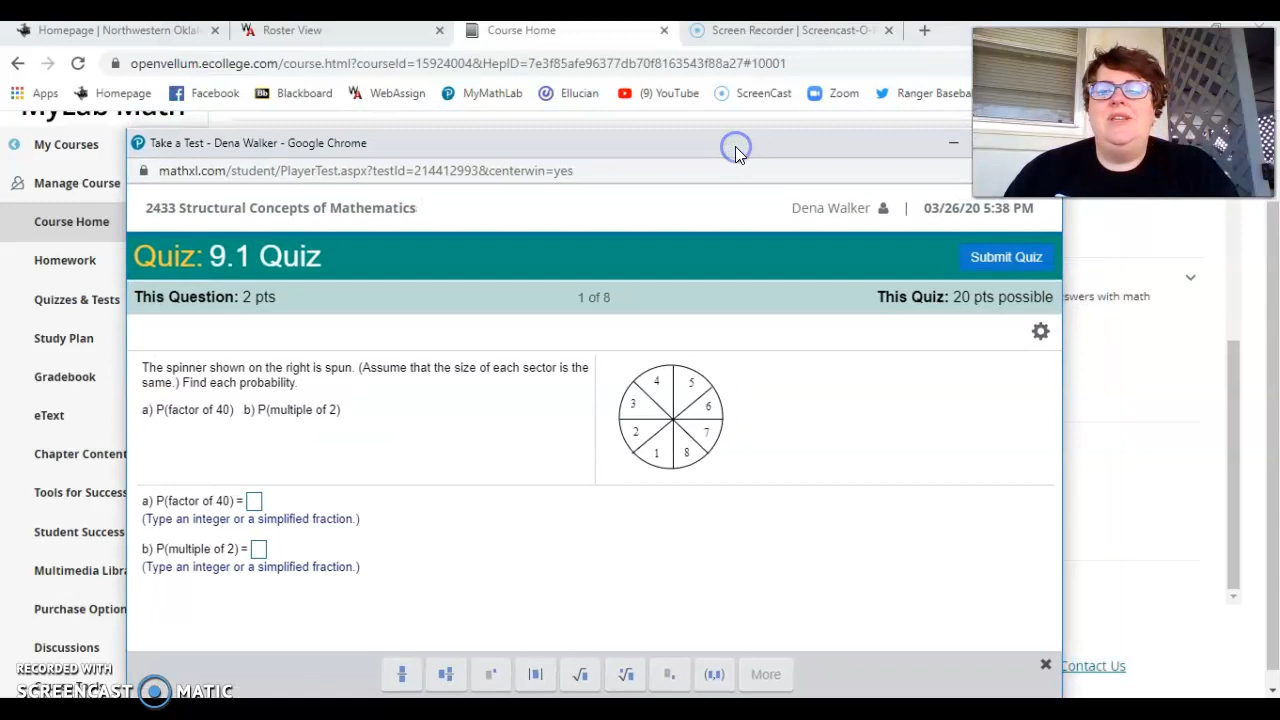 Homepage | Northwestern Okla
Roster View
Course Home
Screen Recorder | Screencast-O-
openvellum.ecollege.com/course.html?courseId=15924004&HepID=7e3f85afe96377db70f8163543f88a27#10001
Apps
Homepage
Facebook
Blackboard
WebAssign
MyMathLab
Ellucian
(9) YouTube
ScreenCast
Zoom
Ranger Baseba
MyLab Math
My Courses
Manage Course
Course Home
Homework
Quizzes & Tests
Study Plan
Gradebook
eText
Chapter Content
Tools for Success
Student Success
Multimedia Libra
Purchase Option
Discussions
Take a Test - Dena Walker - Google Chrome
mathxl.com/student/PlayerTest.aspx?testId=214412993&centerwin=yes
2433 Structural Concepts of Mathematics
Dena Walker | 03/26/20 5:38 PM
Quiz: 9.1 Quiz
Submit Quiz
This Question: 2 pts
1 of 8
This Quiz: 20 pts possible
The spinner shown on the right is spun. (Assume that the size of each sector is the
same.) Find each probability.
a) P(factor of 40) b) P(multiple of 2)
4 5
3 6
2 7
1 8
a) P(factor of 40) =
(Type an integer or a simplified fraction.)
b) P(multiple of 2) =
(Type an integer or a simplified fraction.)
More
swers with math
Contact Us
RECORDED WITH
SCREENCAST MATIC